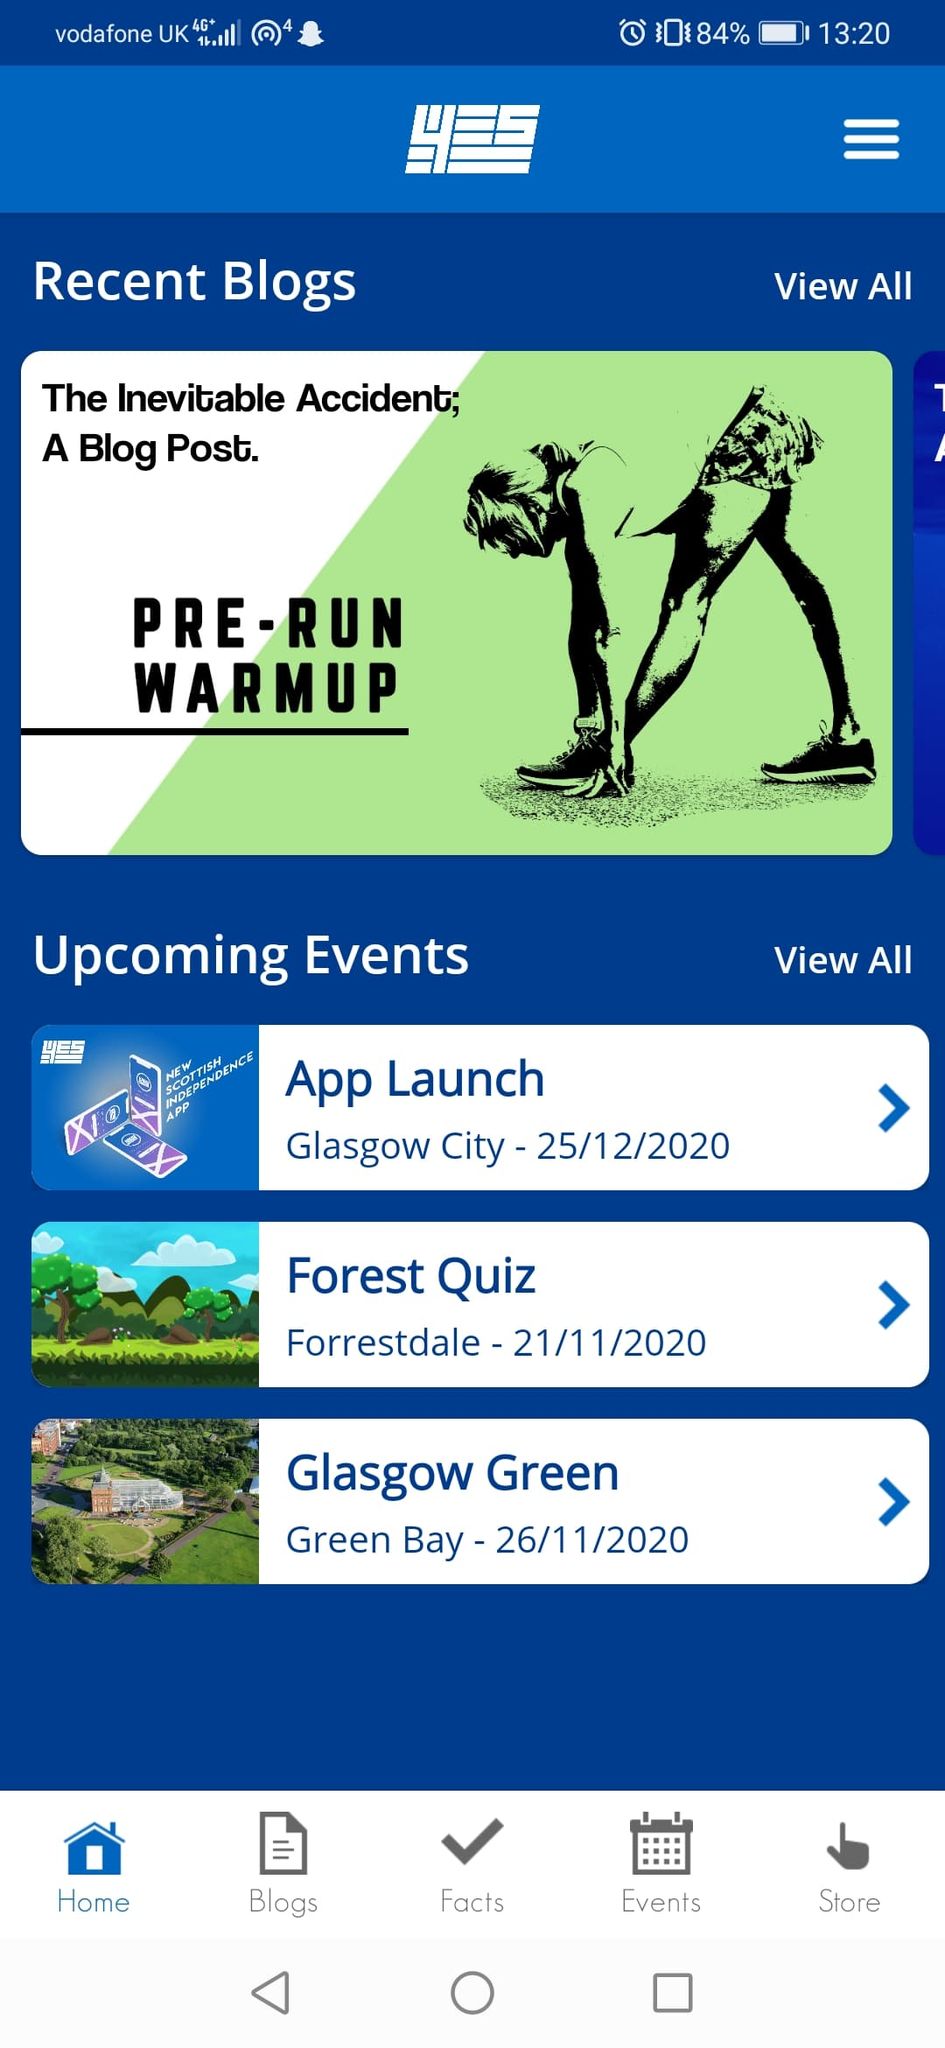 vodafone UK 4G+ 4 84% 13:20
YES
Recent Blogs View All
The Inevitable Accident;
A Blog Post.
PRE-RUN
WARMUP
T
A
Upcoming Events View All
YES
NEW
SCOTTISH
INDEPENDENCE
APP
App Launch
Glasgow City - 25/12/2020
Forest Quiz
Forrestdale - 21/11/2020
Glasgow Green
Green Bay - 26/11/2020
Home Blogs Facts Events Store